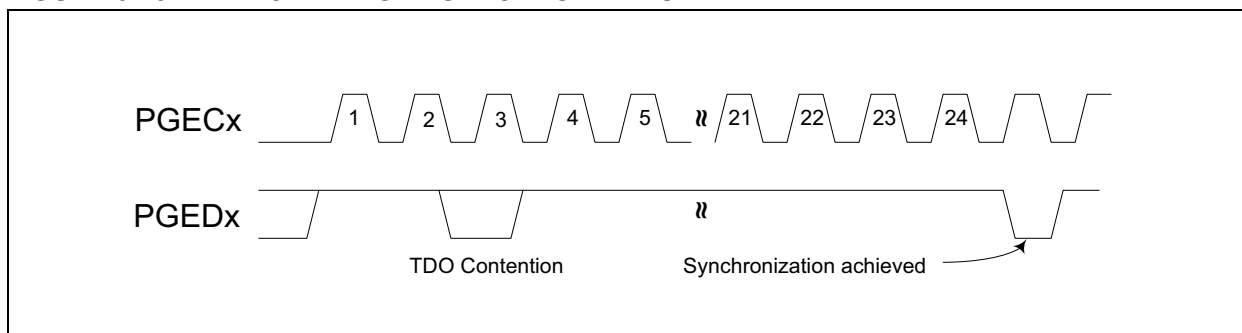 PGECx
1 2 3 4 5 21 22 23 24
PGEDx
TDO Contention Synchronization achieved